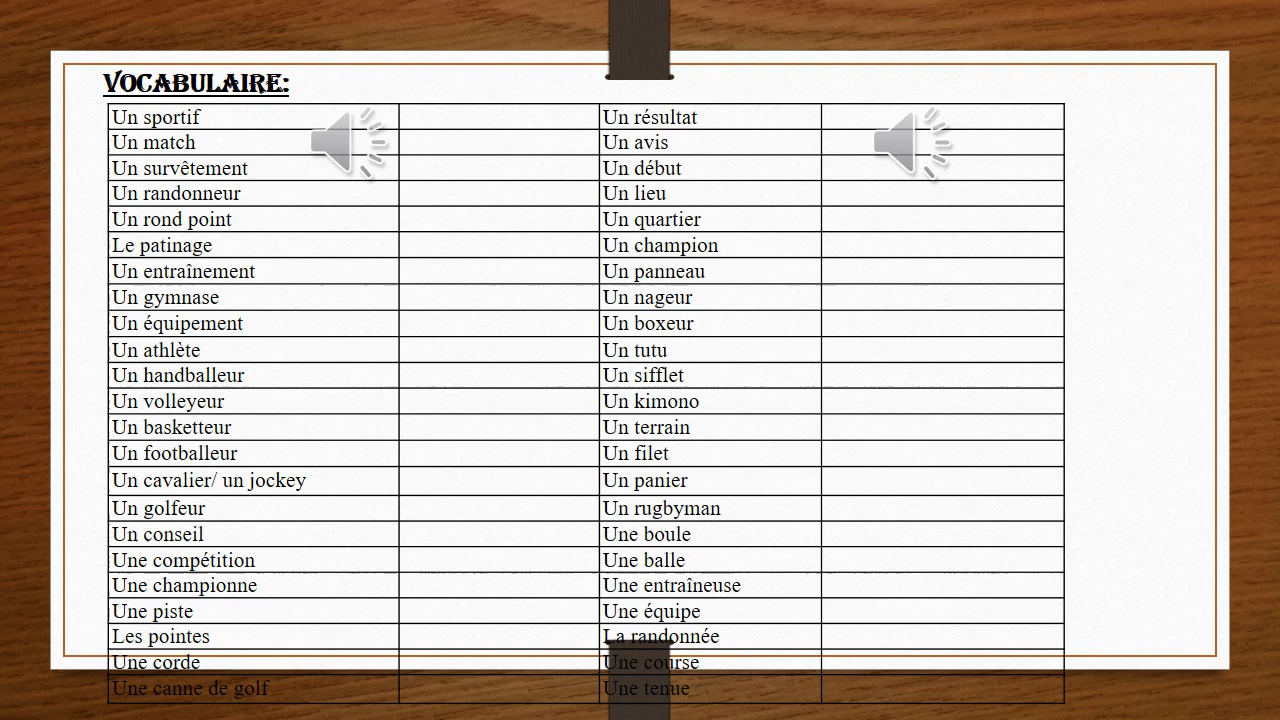 VOCABULAIRE:
Un sportif Un résultat
Un match Un avis
Un survêtement Un début
Un randonneur Un lieu
Un rond point Un quartier
Le patinage Un champion
Un entraînement Un panneau
Un gymnase Un nageur
Un équipement Un boxeur
Un athlète Un tutu
Un handballeur Un sifflet
Un volleyeur Un kimono
Un basketteur Un terrain
Un footballeur Un filet
Un cavalier/ un jockey Un panier
Un golfeur Un rugbyman
Un conseil Une boule
Une compétition Une balle
Une championne Une entraîneuse
Une piste Une équipe
Les pointes La randonnée
Une corde Une course
Une canne de golf Une tenue